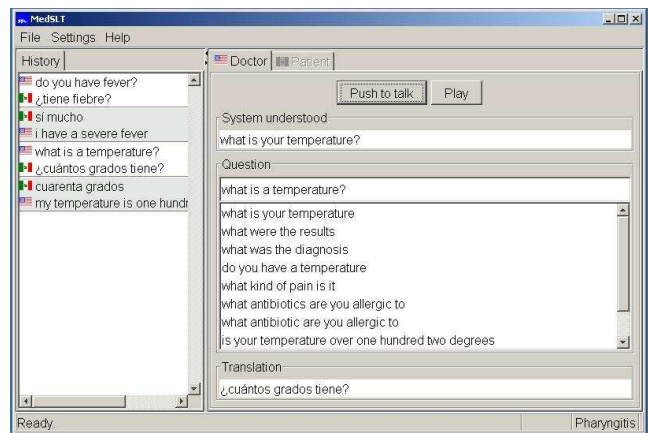 MedSLT
File Settings Help
History
do you have fever?
¿tiene fiebre?
sí mucho
i have a severe fever
what is a temperature?
¿cuántos grados tiene?
cuarenta grados
my temperature is one hundr
Doctor
Patient
Push to talk
Play
System understood
what is your temperature?
Question
what is a temperature?
what is your temperature
what were the results
what was the diagnosis
do you have a temperature
what kind of pain is it
what antibiotics are you allergic to
what antibiotic are you allergic to
is your temperature over one hundred two degrees
Translation
¿cuántos grados tiene?
Ready.
Pharyngitis